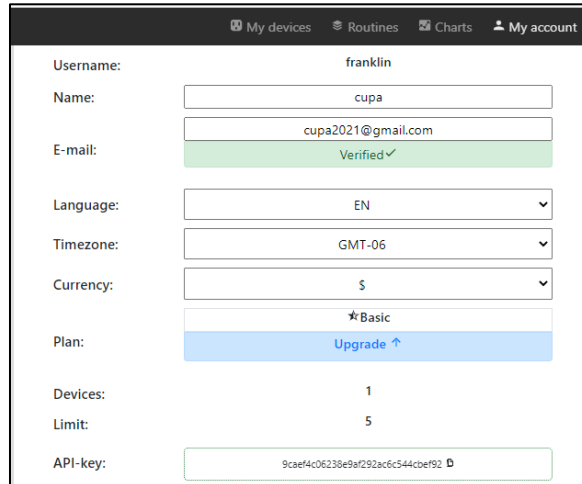 My devices Routines Charts My account
Username: franklin
Name: cupa
cupa2021@gmail.com
E-mail: Verified
Language: EN
Timezone: GMT-06
Currency: $
Basic
Plan: Upgrade
Devices: 1
Limit: 5
API-key: 9caef4c06238e9af292ac6c544cbef92